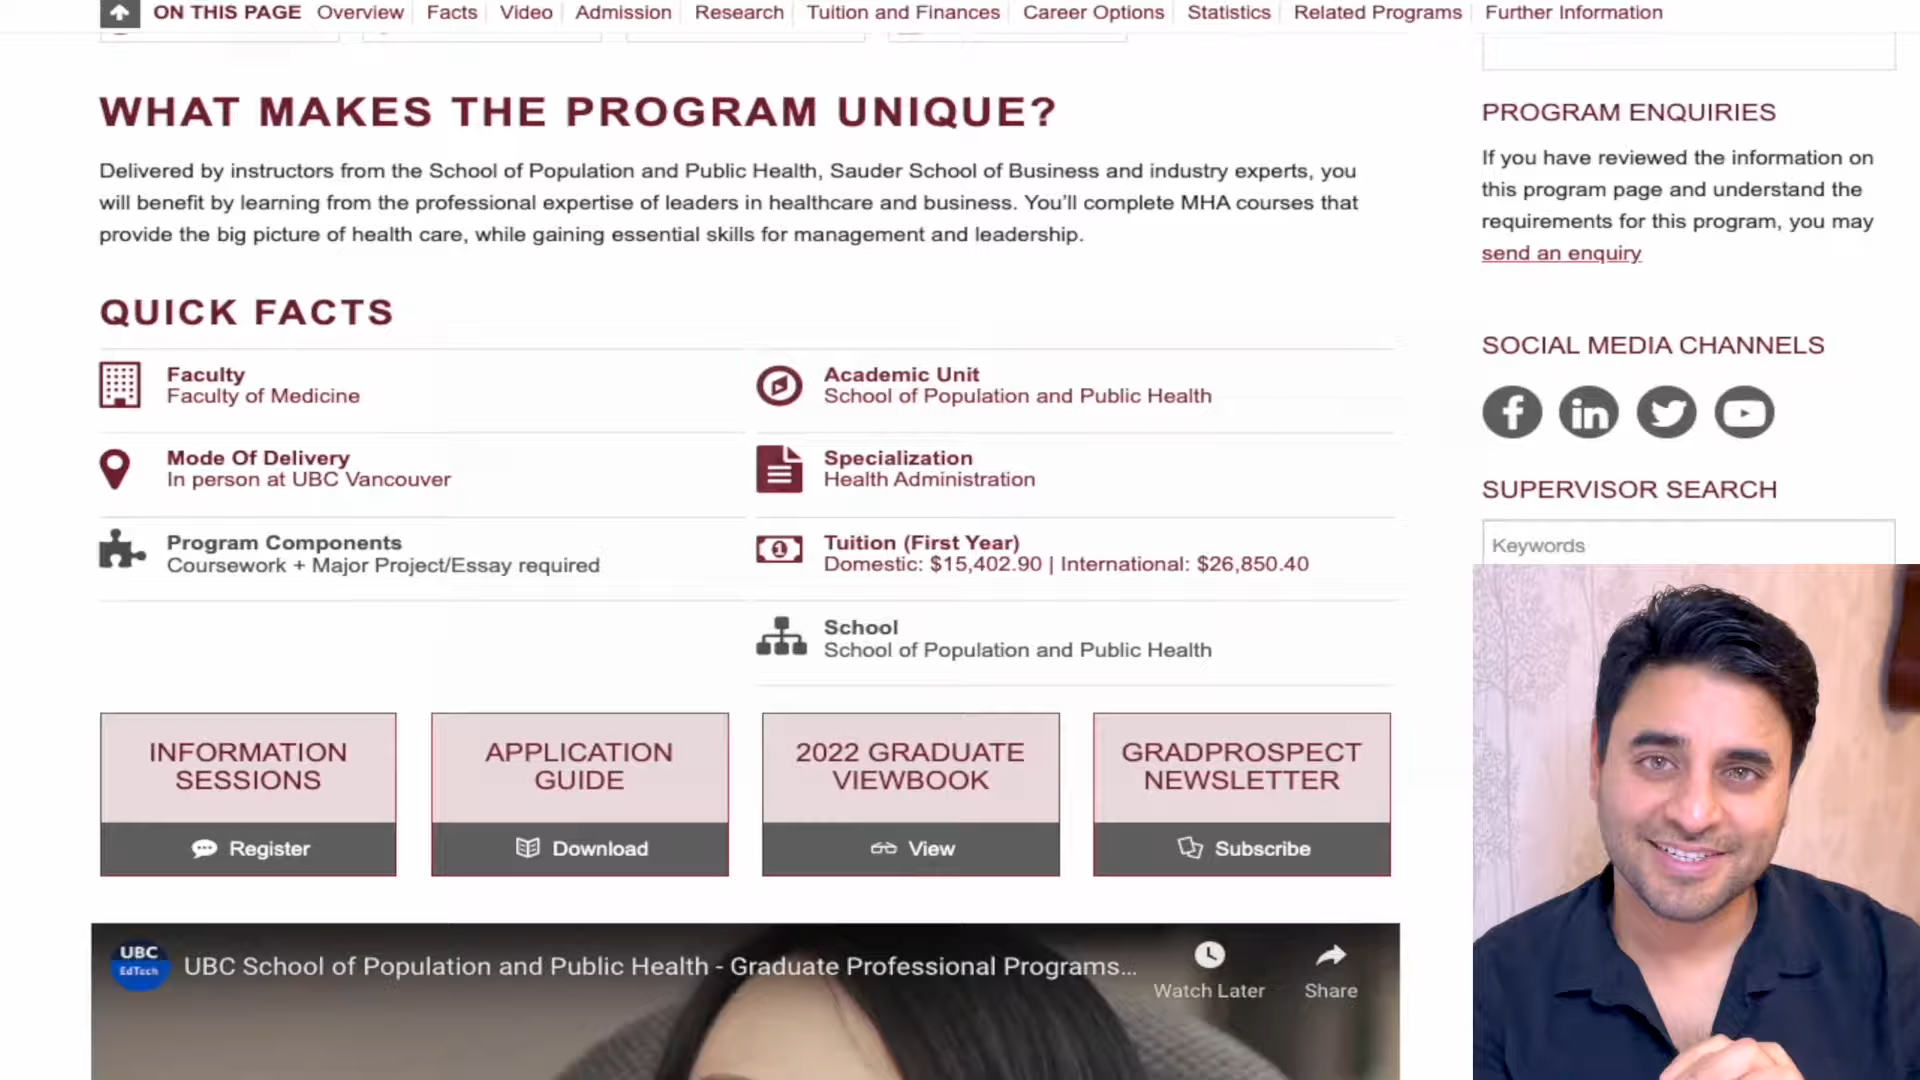 ON THIS PAGE Overview Facts Video Admission Research Tuition and Finances Career Options Statistics Related Programs Further Information
WHAT MAKES THE PROGRAM UNIQUE?
Delivered by instructors from the School of Population and Public Health, Sauder School of Business and industry experts, you
will benefit by learning from the professional expertise of leaders in healthcare and business. You'll complete MHA courses that
provide the big picture of health care, while gaining essential skills for management and leadership.
QUICK FACTS
Faculty
Faculty of Medicine
Academic Unit
School of Population and Public Health
Mode Of Delivery
In person at UBC Vancouver
Specialization
Health Administration
Program Components
Coursework + Major Project/Essay required
Tuition (First Year)
Domestic: $15,402.90 | International: $26,850.40
School
School of Population and Public Health
INFORMATION
SESSIONS
Register
APPLICATION
GUIDE
Download
2022 GRADUATE
VIEWBOOK
View
GRADPROSPECT
NEWSLETTER
Subscribe
UBC
EdTech
UBC School of Population and Public Health - Graduate Professional Programs...
Watch Later
Share
PROGRAM ENQUIRIES
If you have reviewed the information on
this program page and understand the
requirements for this program, you may
send an enquiry
SOCIAL MEDIA CHANNELS
f
in
SUPERVISOR SEARCH
Keywords